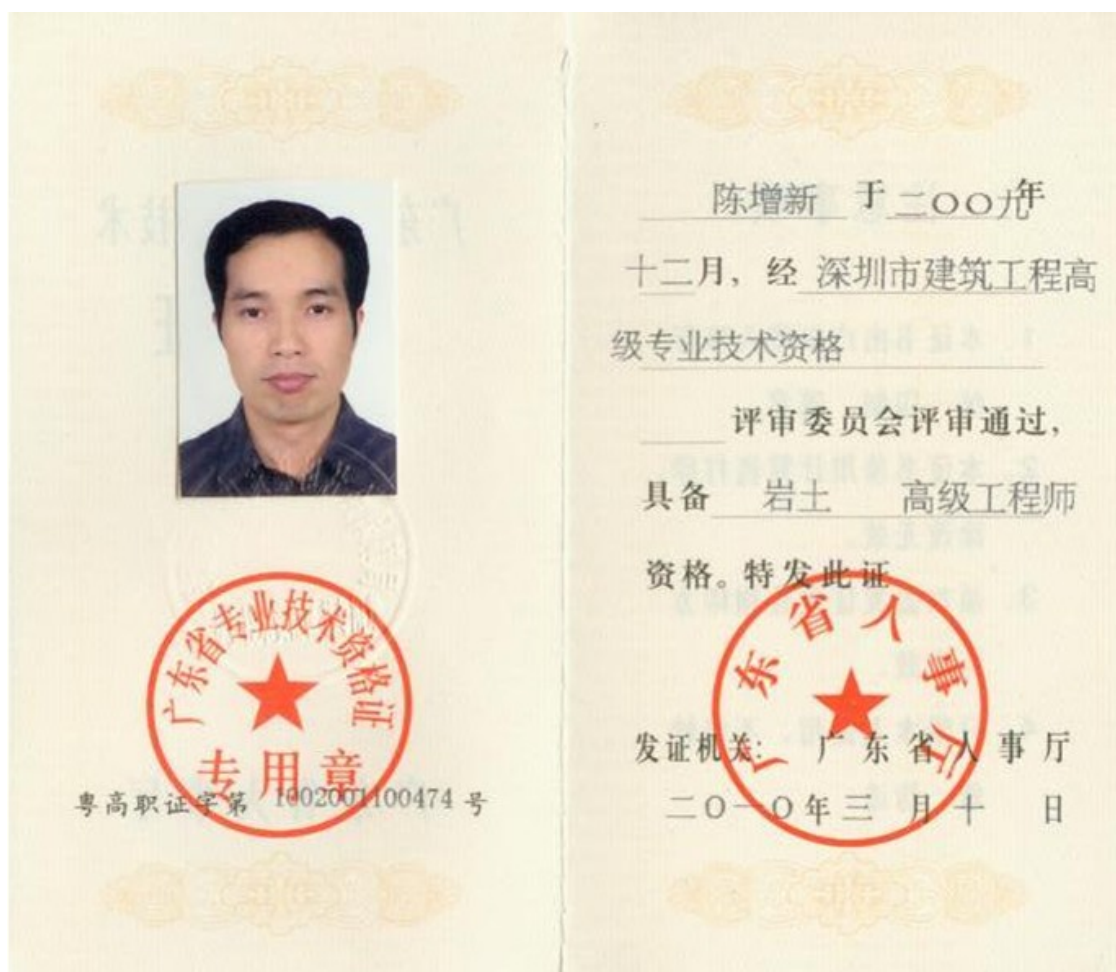 广东省专业技术资格证
专用章
粤高职证字第 1002001100474 号
陈增新 于 二〇〇九年
十二月，经 深圳市建筑工程高
级专业技术资格
评审委员会评审通过，
具备 岩土 高级工程师
资格。特发此证
广东省人事厅
发证机关： 广东省人事厅
二〇一〇年三月十日